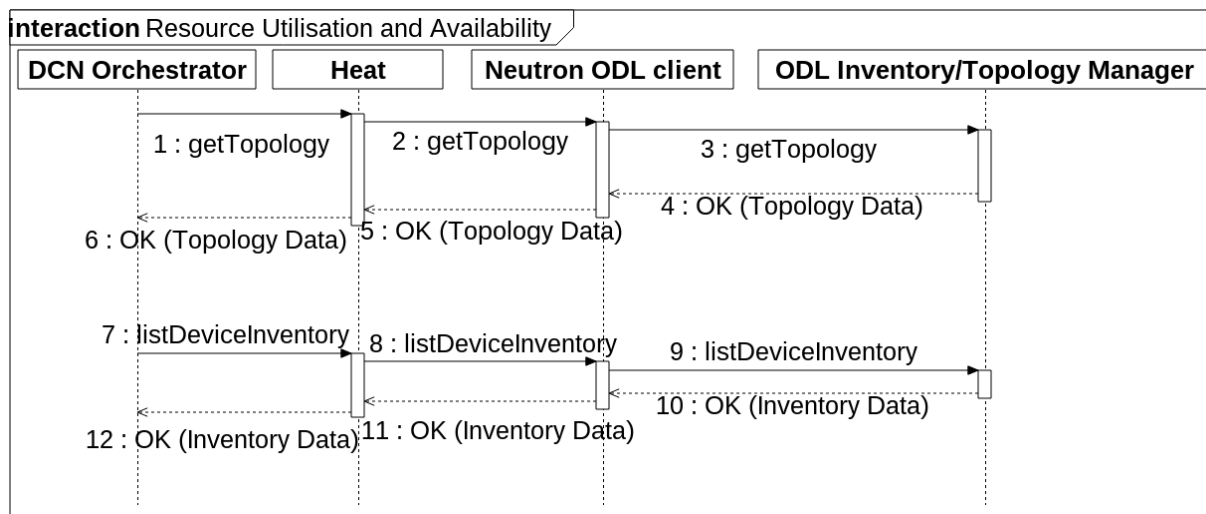 interaction Resource Utilisation and Availability
DCN Orchestrator
Heat
Neutron ODL client
ODL Inventory/Topology Manager
1 : getTopology
2 : getTopology
3 : getTopology
4 : OK (Topology Data)
5 : OK (Topology Data)
6 : OK (Topology Data)
7 : listDeviceInventory
8 : listDeviceInventory
9 : listDeviceInventory
10 : OK (Inventory Data)
11 : OK (Inventory Data)
12 : OK (Inventory Data)